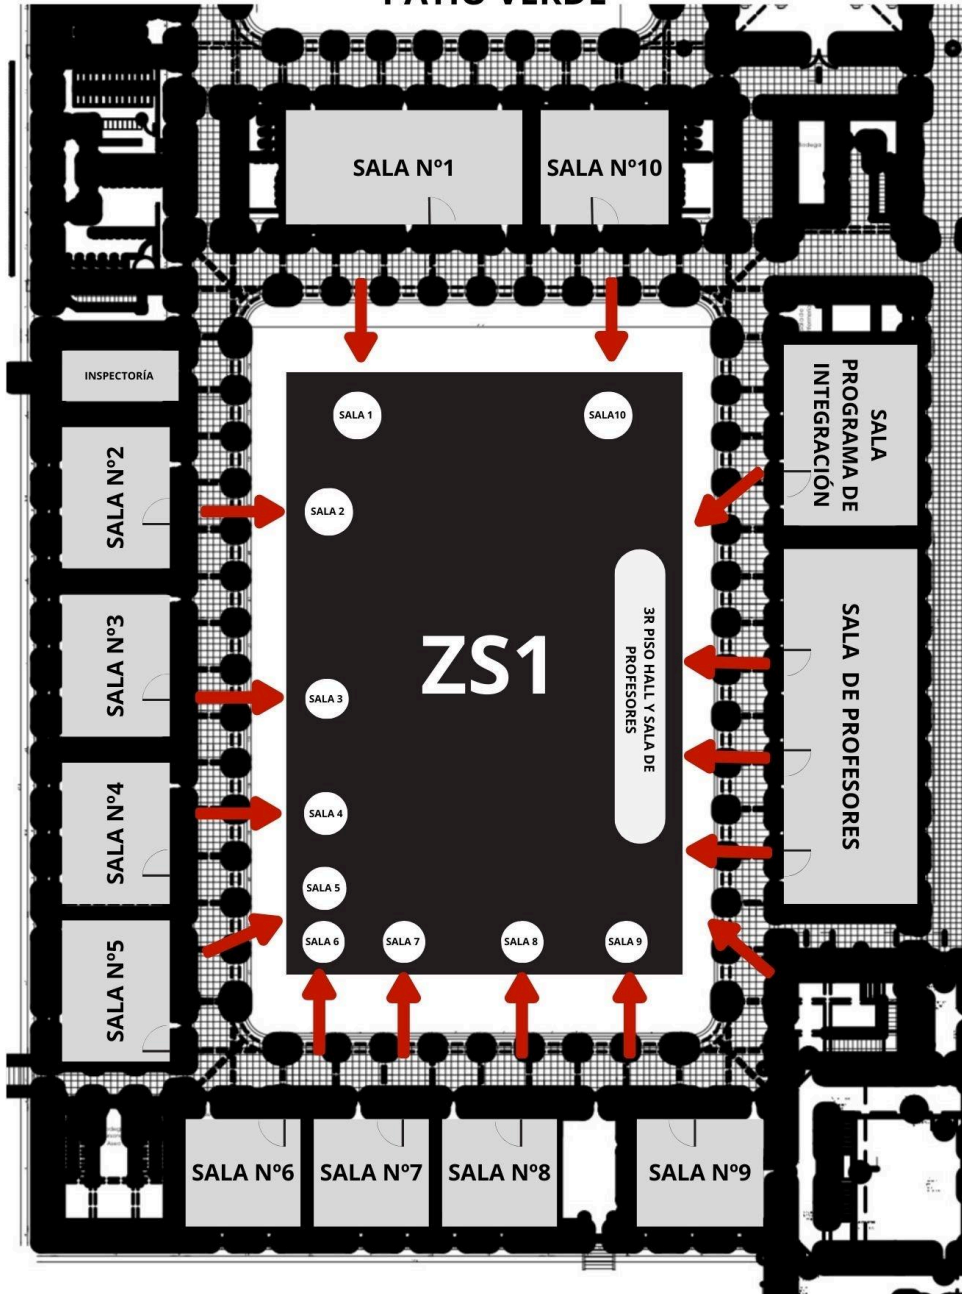 PATIO VERDE
SALA Nº1
SALA Nº10
INSPECTORÍA
SALA
PROGRAMA DE
INTEGRACIÓN
SALA 1
SALA10
SALA Nº2
SALA 2
SALA Nº3
SALA 3
ZS1
3R PISO HALL Y SALA DE
PROFESORES
SALA DE PROFESORES
SALA Nº4
SALA 4
SALA 5
SALA Nº5
SALA 6
SALA 7
SALA 8
SALA 9
SALA Nº6
SALA Nº7
SALA Nº8
SALA Nº9